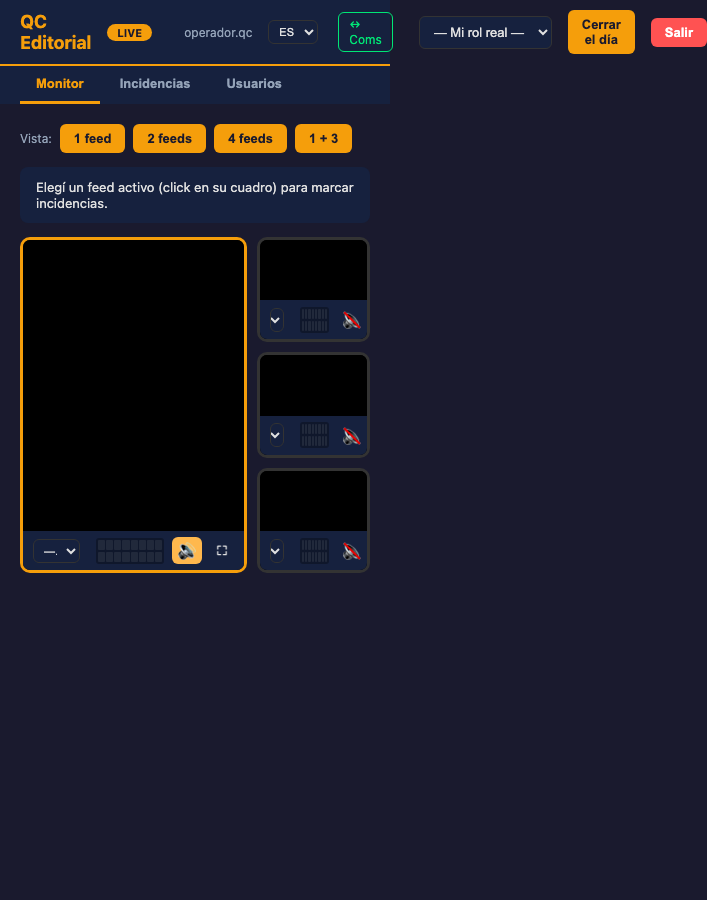 QC
Editorial
LIVE
operador.qc
ES
↔
Coms
— Mi rol real —
Cerrar
el día
Salir
Monitor
Incidencias
Usuarios
Vista:
1 feed
2 feeds
4 feeds
1 + 3
Elegí un feed activo (click en su cuadro) para marcar
incidencias.
—.